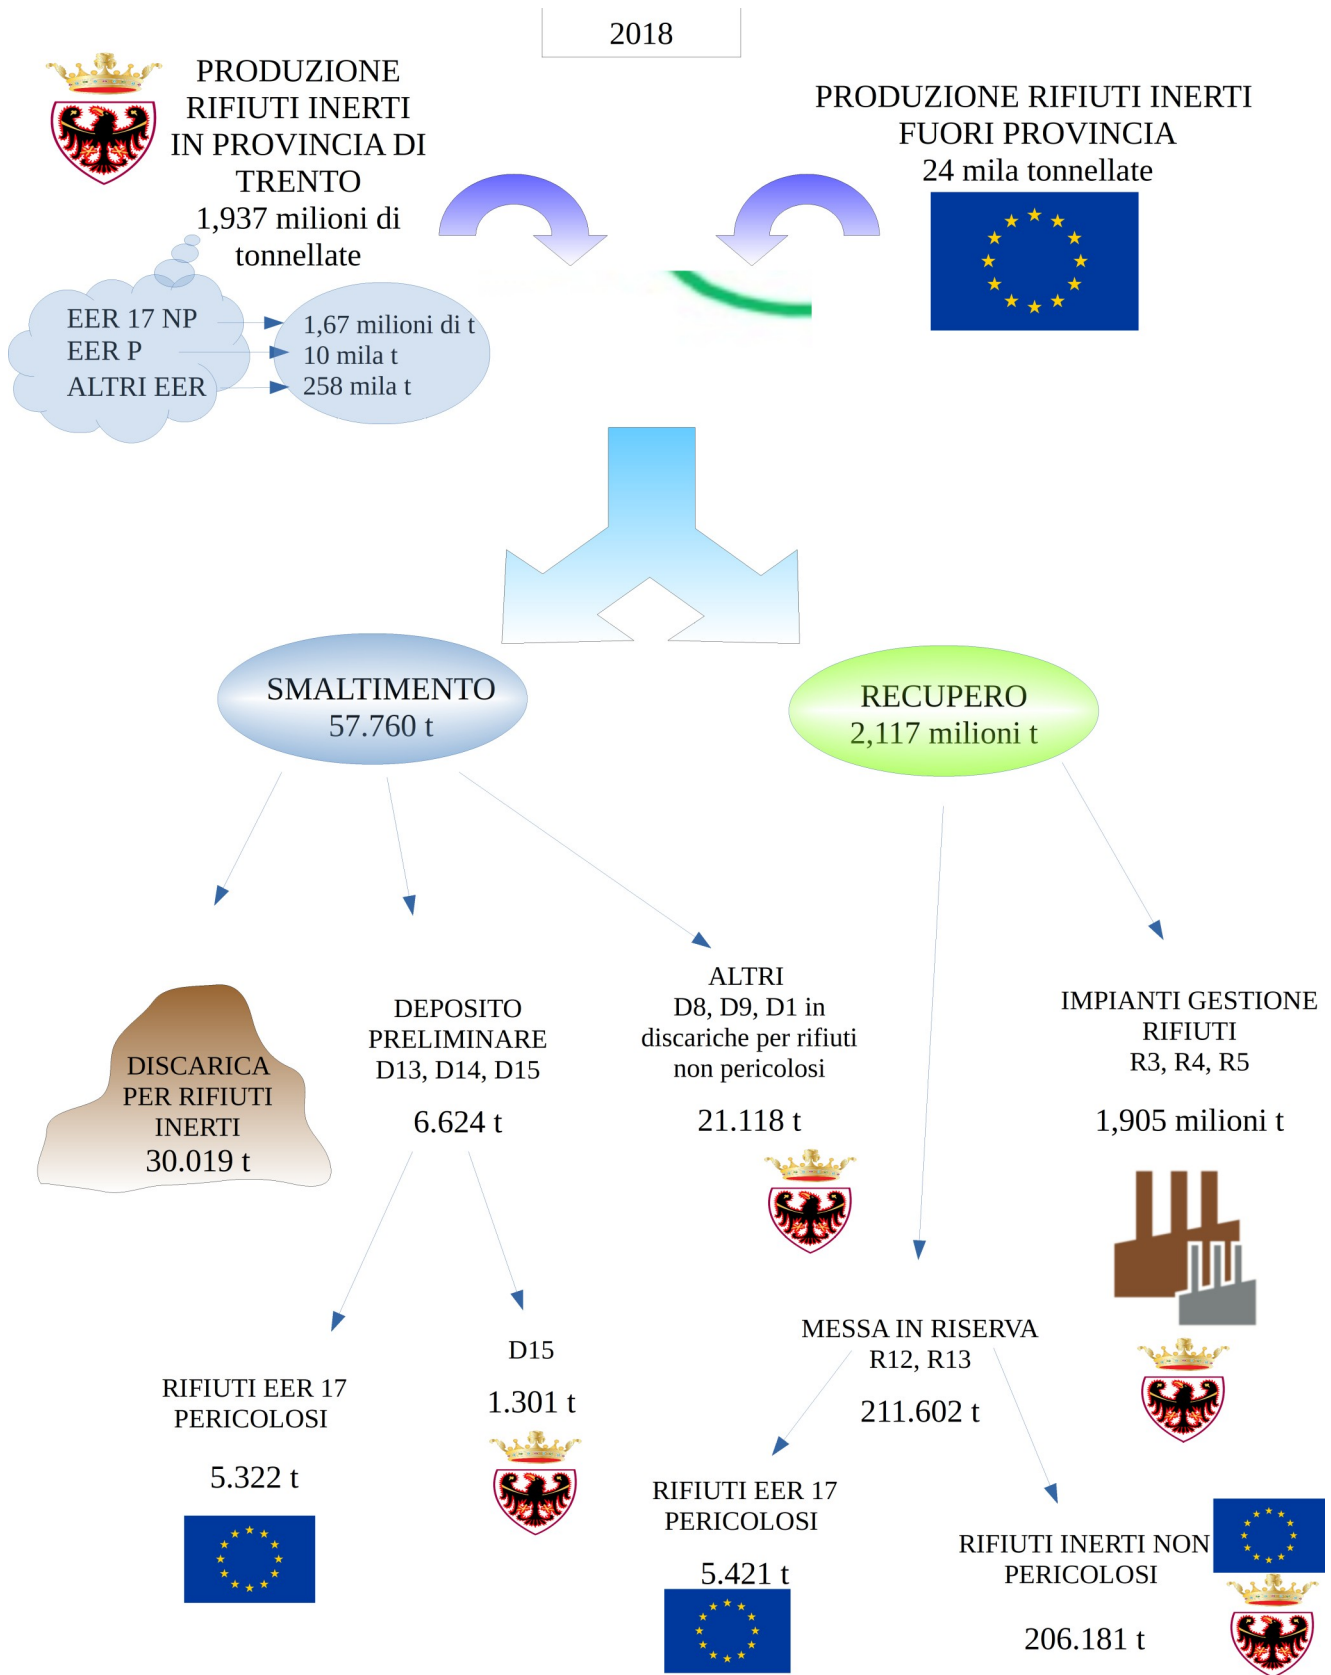 2018
PRODUZIONE
RIFIUTI INERTI
IN PROVINCIA DI
TRENTO
1,937 milioni di
tonnellate
PRODUZIONE RIFIUTI INERTI
FUORI PROVINCIA
24 mila tonnellate
EER 17 NP
EER P
ALTRI EER
1,67 milioni di t
10 mila t
258 mila t
SMALTIMENTO
57.760 t
RECUPERO
2,117 milioni t
DISCARICA
PER RIFIUTI
INERTI
30.019 t
DEPOSITO
PRELIMINARE
D13, D14, D15
6.624 t
ALTRI
D8, D9, D1 in
discariche per rifiuti
non pericolosi
21.118 t
IMPIANTI GESTIONE
RIFIUTI
R3, R4, R5
1,905 milioni t
RIFIUTI EER 17
PERICOLOSI
5.322 t
D15
1.301 t
MESSA IN RISERVA
R12, R13
211.602 t
RIFIUTI EER 17
PERICOLOSI
5.421 t
RIFIUTI INERTI NON
PERICOLOSI
206.181 t